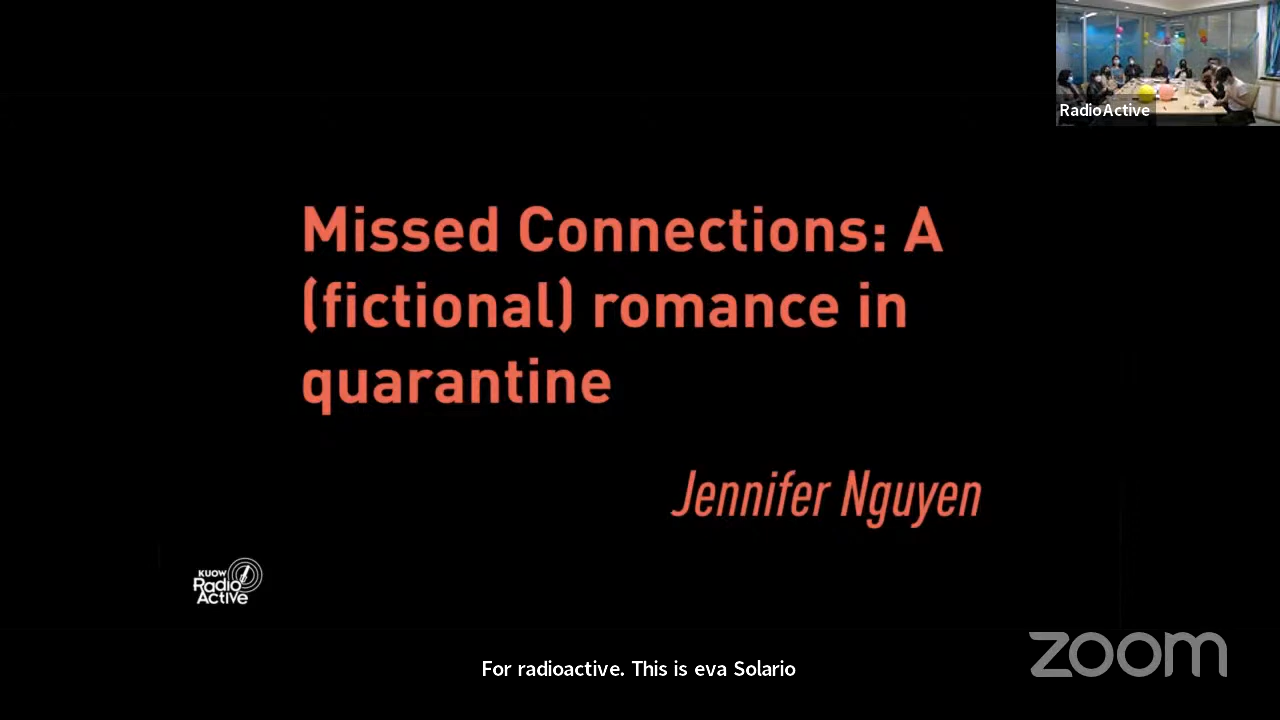 RadioActive
Missed Connections: A
(fictional) romance in
quarantine
Jennifer Nguyen
KUOW
Radio
Active
zoom
For radioactive. This is eva Solario